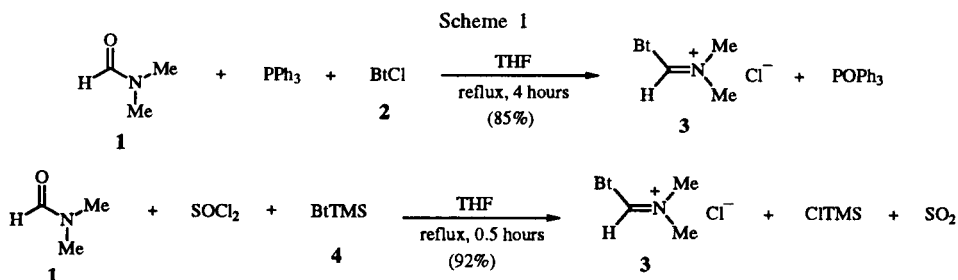 Scheme 1
O
H N Me Me + PPh3 + BtCl THF reflux, 4 hours (85%) Bt H N + Me Me Cl− + POPh3
1 2 3
O
H N Me Me + SOCl2 + BtTMS THF reflux, 0.5 hours (92%) Bt H N + Me Me Cl− + ClTMS + SO2
1 4 3